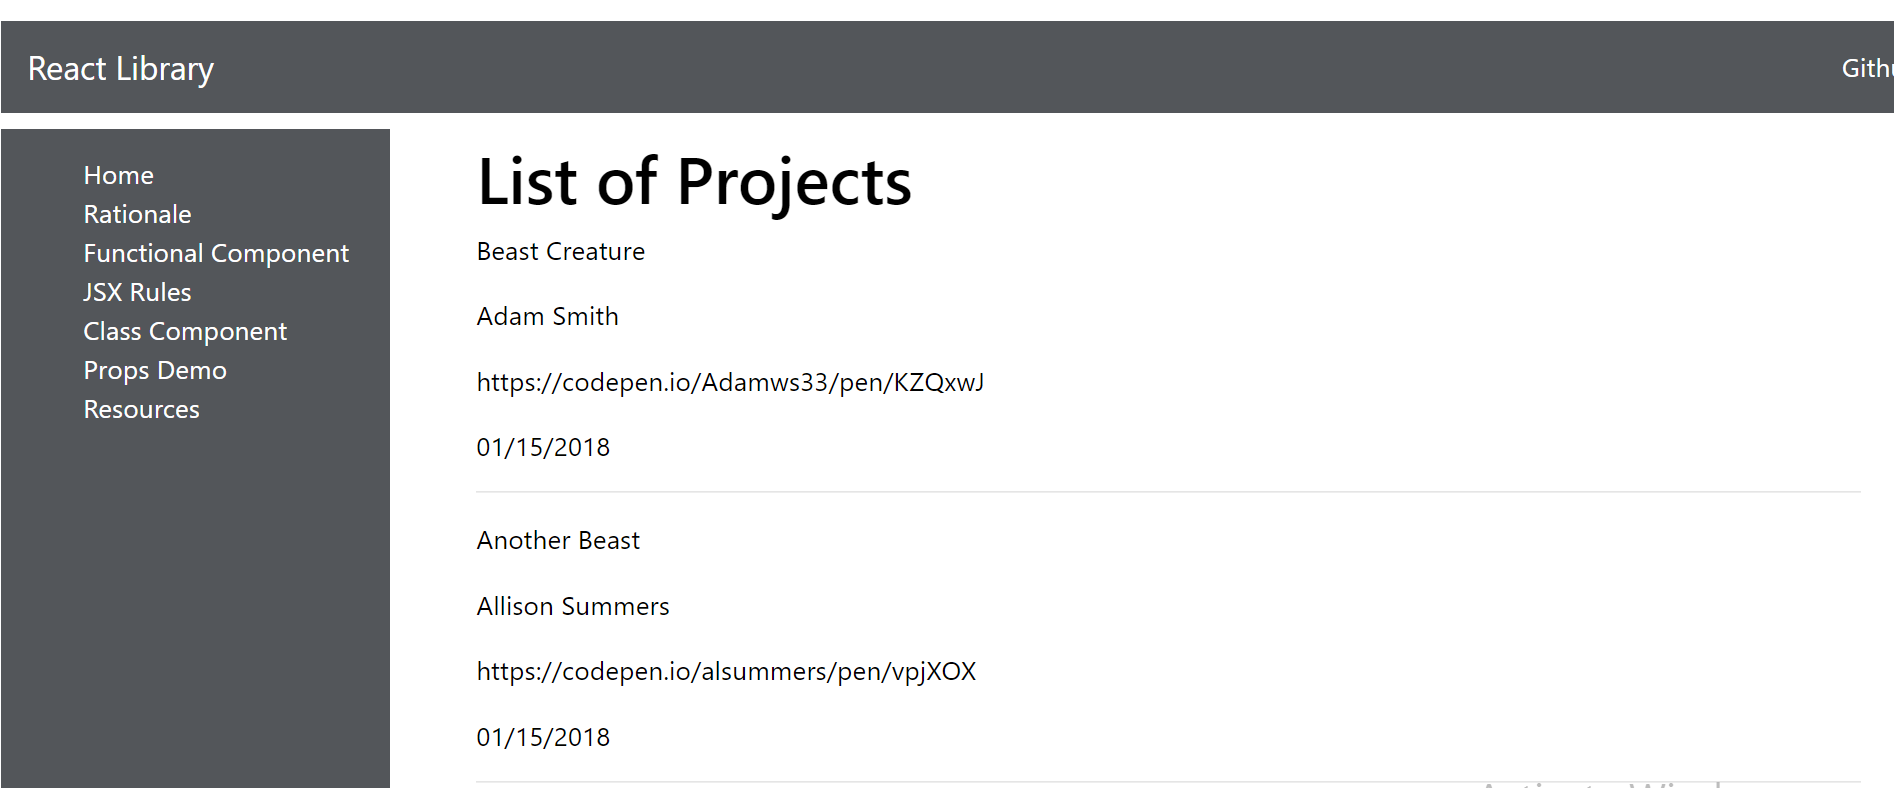 React Library
Home
Rationale
Functional Component
JSX Rules
Class Component
Props Demo
Resources
List of Projects
Beast Creature
Adam Smith
https://codepen.io/Adamws33/pen/KZQxwJ
01/15/2018
Another Beast
Allison Summers
https://codepen.io/alsummers/pen/vpjXOX
01/15/2018